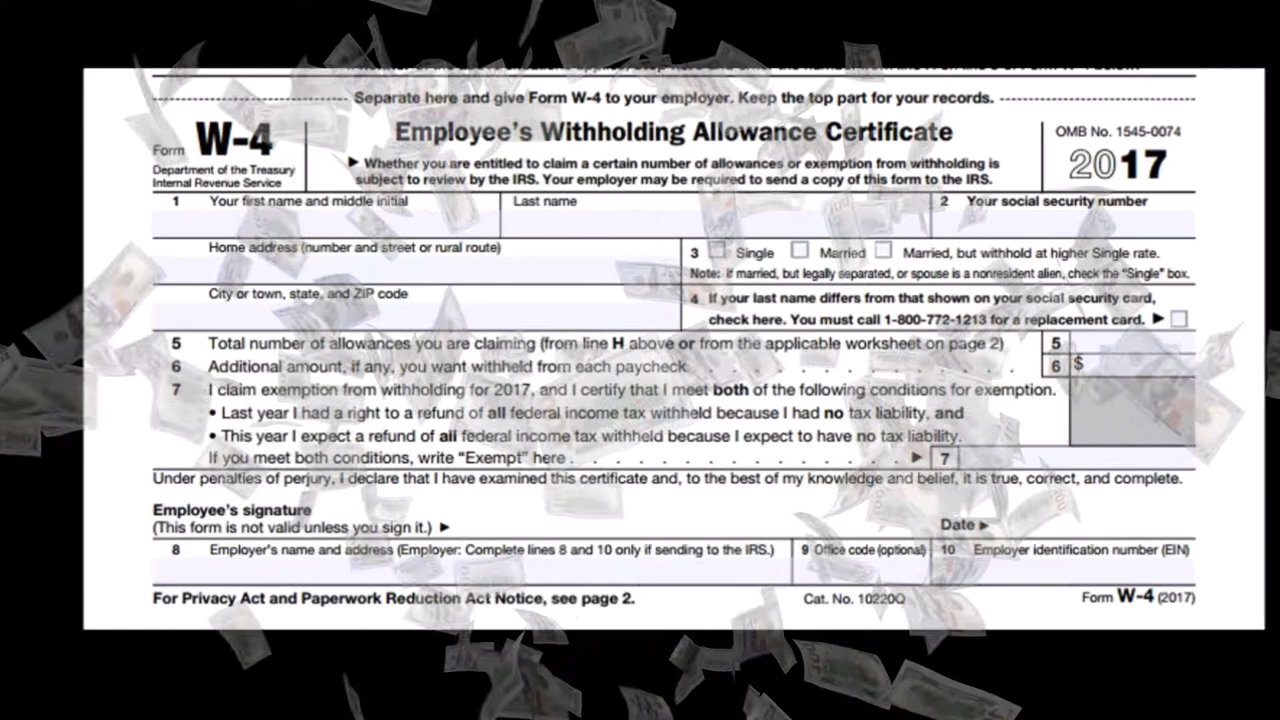 Separate here and give Form W-4 to your employer. Keep the top part for your records.
Form W-4
Department of the Treasury
Internal Revenue Service
Employee's Withholding Allowance Certificate
▶ Whether you are entitled to claim a certain number of allowances or exemption from withholding is
subject to review by the IRS. Your employer may be required to send a copy of this form to the IRS.
OMB No. 1545-0074
2017
1 Your first name and middle initial
Last name
2 Your social security number
Home address (number and street or rural route)
3 Single Married Married, but withhold at higher Single rate.
Note: If married, but legally separated, or spouse is a nonresident alien, check the "Single" box.
City or town, state, and ZIP code
4 If your last name differs from that shown on your social security card,
check here. You must call 1-800-772-1213 for a replacement card. ▶
5 Total number of allowances you are claiming (from line H above or from the applicable worksheet on page 2) 5
6 Additional amount, if any, you want withheld from each paycheck . . . . . . . . . . . . . . 6 $
7 I claim exemption from withholding for 2017, and I certify that I meet both of the following conditions for exemption.
• Last year I had a right to a refund of all federal income tax withheld because I had no tax liability, and
• This year I expect a refund of all federal income tax withheld because I expect to have no tax liability.
If you meet both conditions, write "Exempt" here . . . . . . . . . . . . . . . ▶ 7
Under penalties of perjury, I declare that I have examined this certificate and, to the best of my knowledge and belief, it is true, correct, and complete.
Employee's signature
(This form is not valid unless you sign it.) ▶
Date ▶
8 Employer's name and address (Employer: Complete lines 8 and 10 only if sending to the IRS.)
9 Office code (optional)
10 Employer identification number (EIN)
For Privacy Act and Paperwork Reduction Act Notice, see page 2.
Cat. No. 10220Q
Form W-4 (2017)